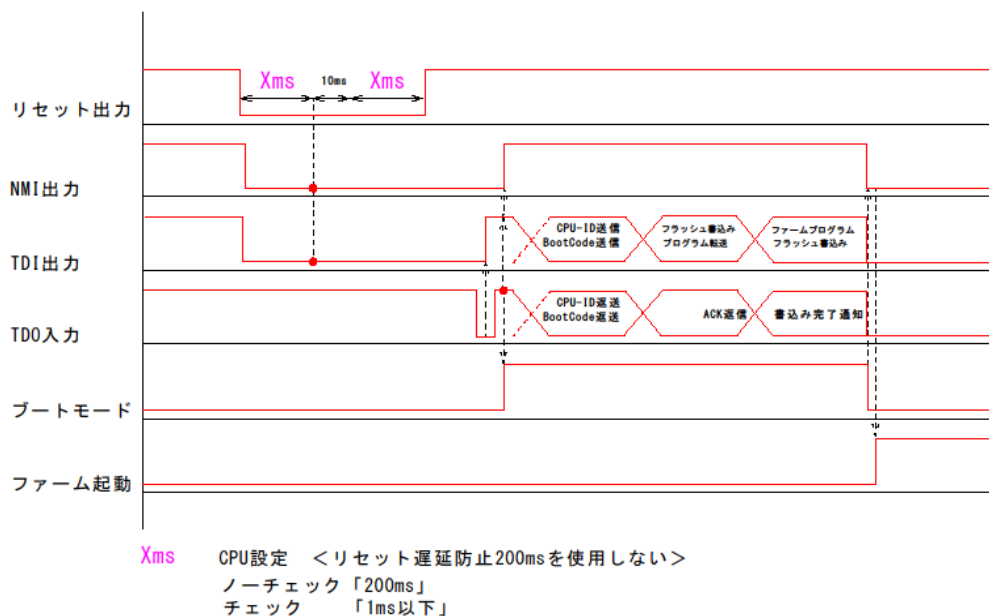 Xms
10ms
Xms
リセット出力
NMI出力
TDI出力
CPU-ID送信
BootCode送信
フラッシュ書込み
プログラム転送
ファームプログラム
フラッシュ書込み
TDO入力
CPU-ID返送
BootCode返送
ACK返信
書込み完了通知
ブートモード
ファーム起動
Xms CPU設定 <リセット遅延防止200msを使用しない>
ノーチェック「200ms」
チェック 「1ms以下」